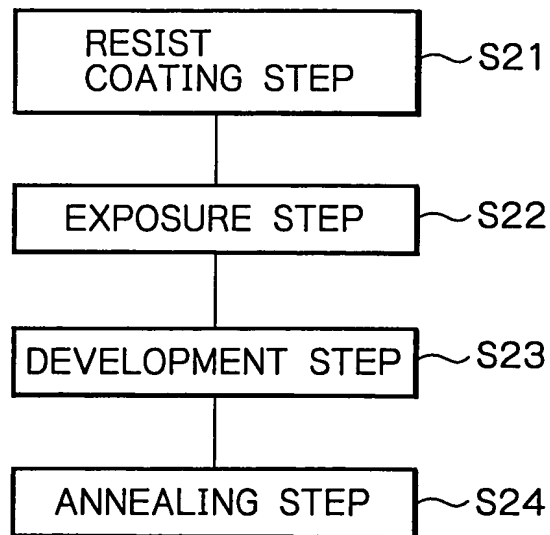 RESIST
COATING STEP
S21
EXPOSURE STEP
S22
DEVELOPMENT STEP
S23
ANNEALING STEP
S24